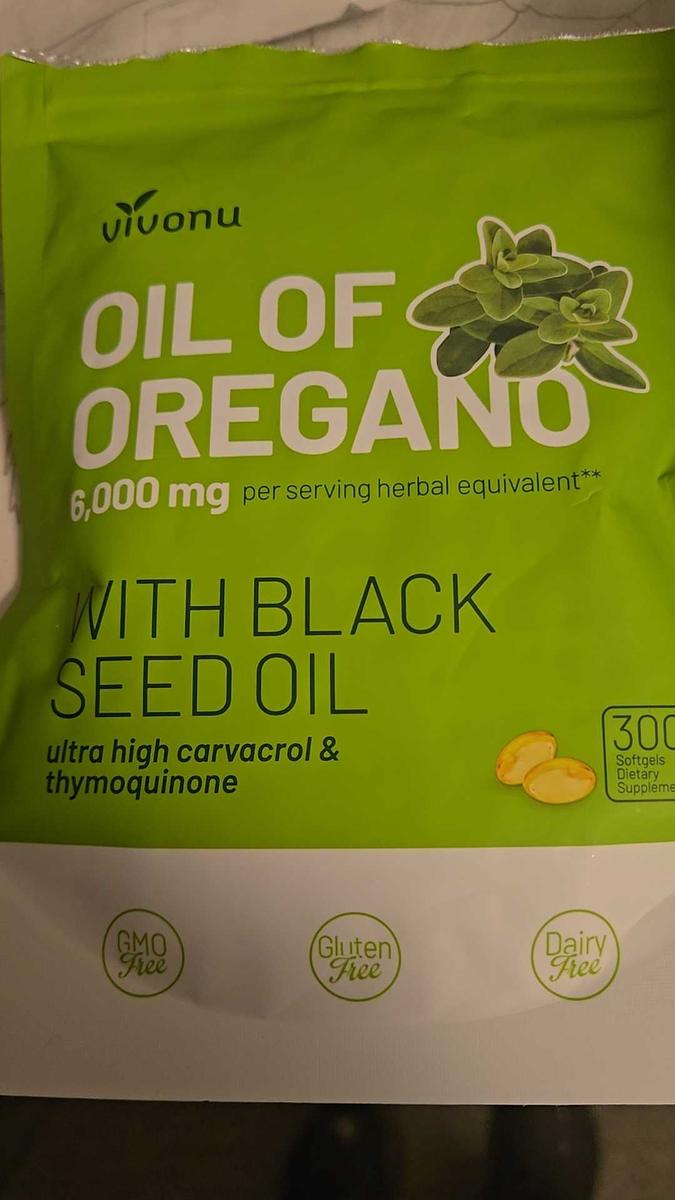 vivonu
OIL OF
OREGANO
6,000 mg per serving herbal equivalent**
WITH BLACK
SEED OIL
ultra high carvacrol &
thymoquinone
300
Softgels
Dietary
GMO
Free
Gluten
Free
Dairy
Free